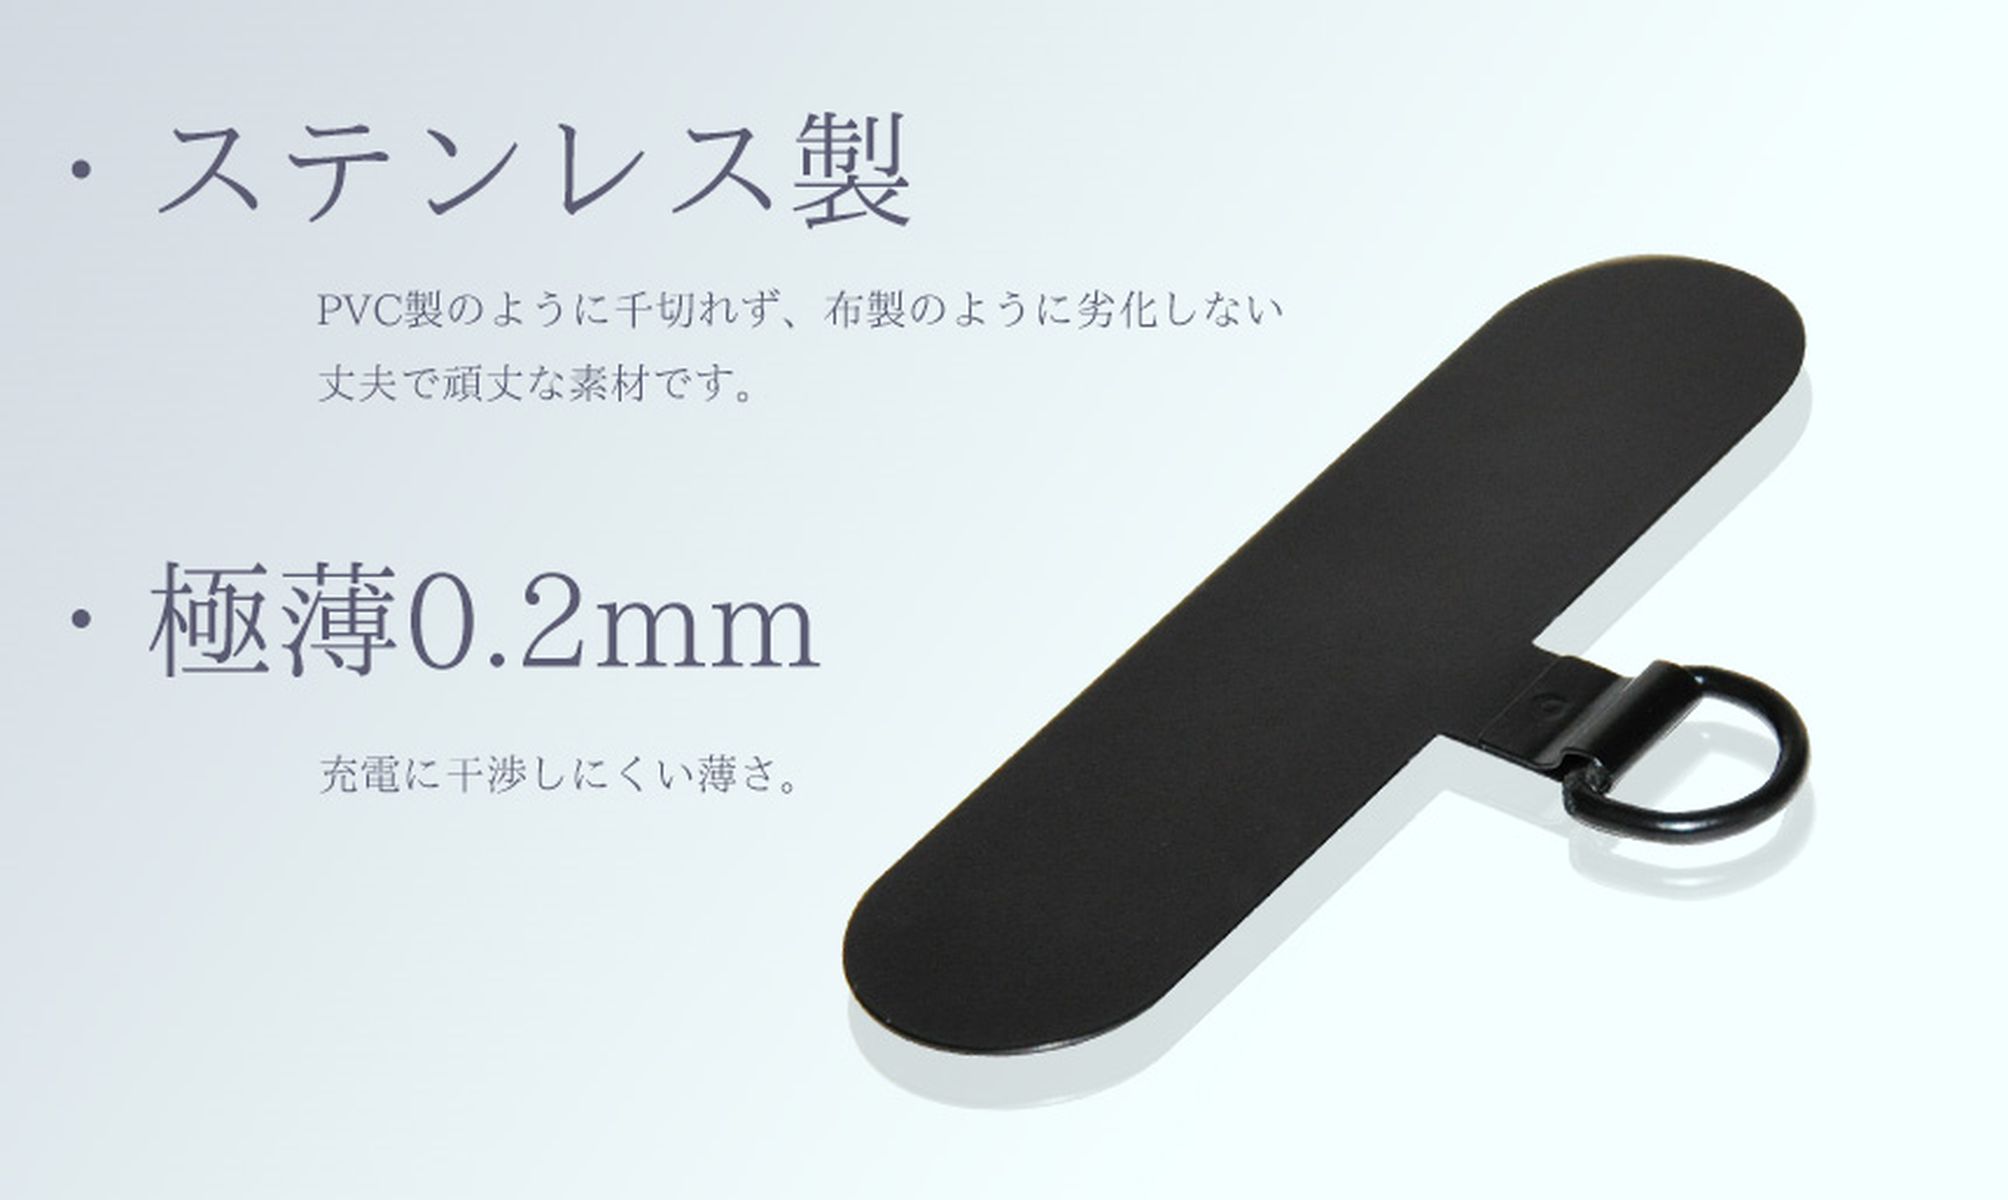 ・ステンレス製
PVC製のように千切れず、布製のように劣化しない
丈夫で頑丈な素材です。
・極薄0.2mm
充電に干渉しにくい薄さ。